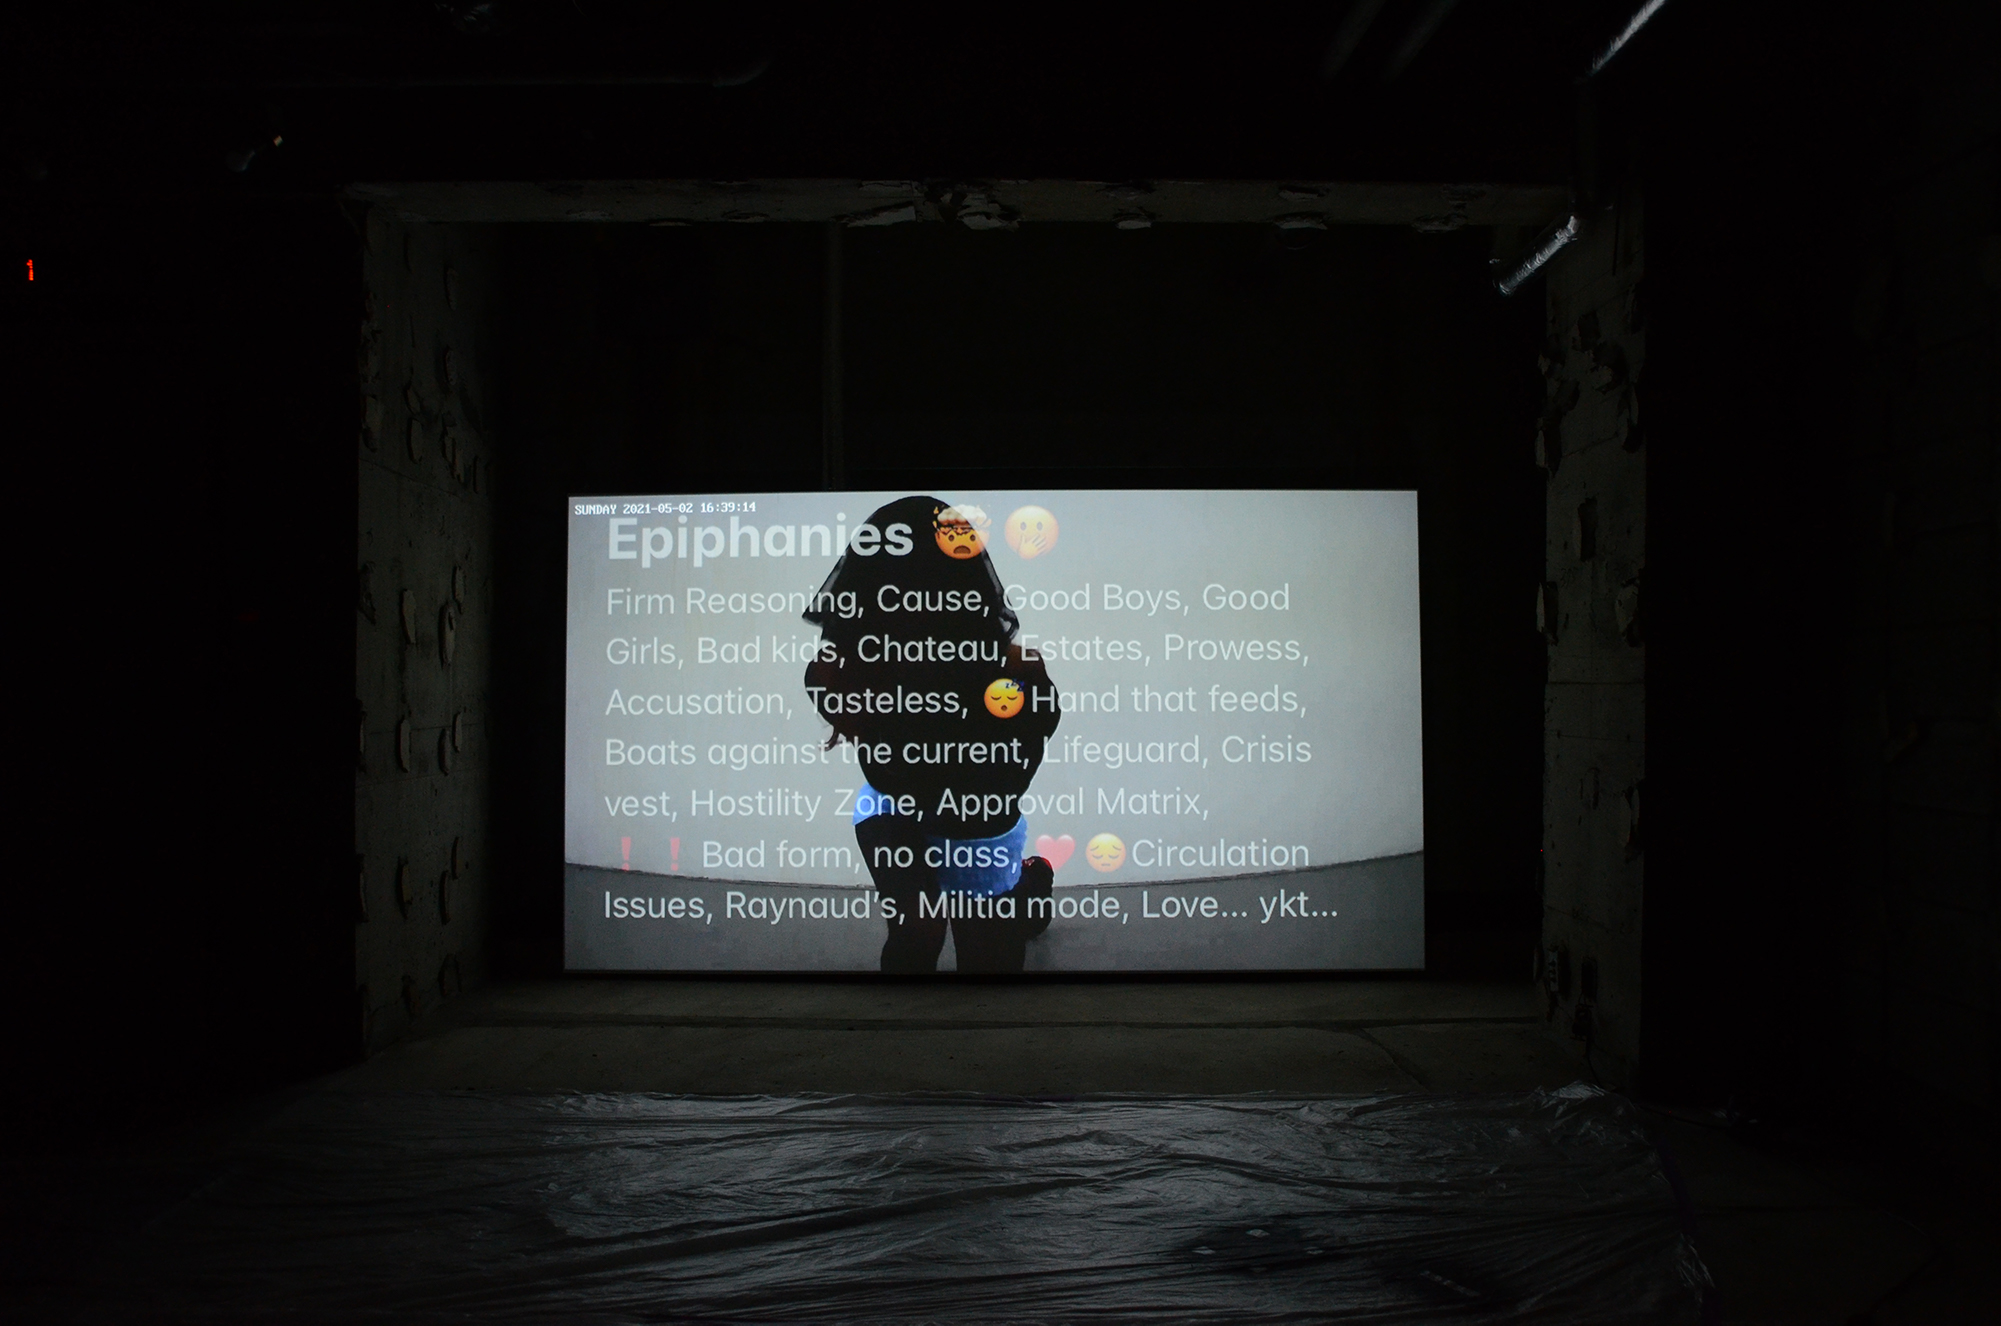 SUNDAY 2021-05-02 16:39:14
Epiphanies 🤯🫢
Firm Reasoning, Cause, Good Boys, Good
Girls, Bad kids, Chateau, Estates, Prowess,
Accusation, Tasteless, 😴Hand that feeds,
Boats against the current, Lifeguard, Crisis
vest, Hostility Zone, Approval Matrix,
❗❗ Bad form, no class, ❤️😔Circulation
Issues, Raynaud’s, Militia mode, Love... ykt...